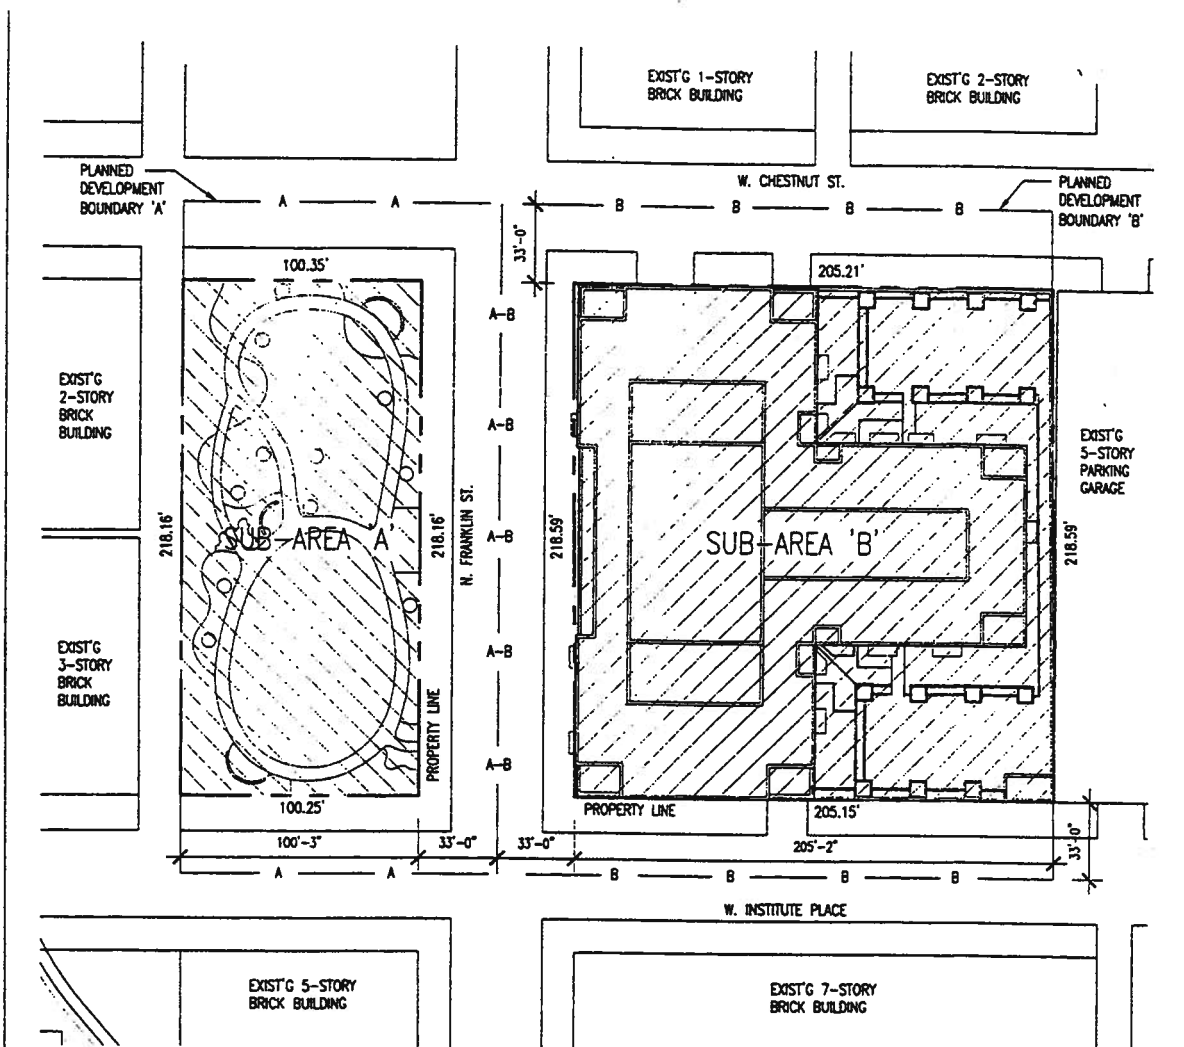 EXIST'G 1-STORY
BRICK BUILDING
EXIST'G 2-STORY
BRICK BUILDING
PLANNED
DEVELOPMENT
BOUNDARY 'A'
W. CHESTNUT ST.
PLANNED
DEVELOPMENT
BOUNDARY 'B'
A A B B B B
33'-0"
100.35'
205.21'
A-B
EXIST'G
2-STORY
BRICK
BUILDING
A-B
EXIST'G
5-STORY
PARKING
GARAGE
218.16'
SUB-AREA 'A'
218.16'
N. FRANKLIN ST.
A-B
218.59'
SUB-AREA 'B'
218.59'
EXIST'G
3-STORY
BRICK
BUILDING
A-B
PROPERTY LINE
A-B
100.25'
PROPERTY LINE
205.15'
100'-3"
33'-0"
33'-0"
205'-2"
33'-0"
A A B B B B
W. INSTITUTE PLACE
EXIST'G 5-STORY
BRICK BUILDING
EXIST'G 7-STORY
BRICK BUILDING